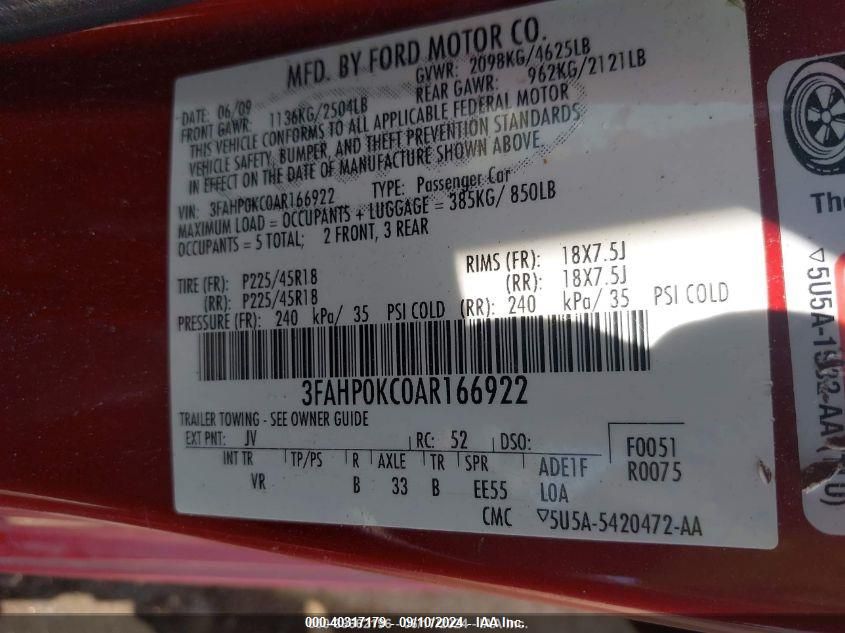 MFD. BY FORD MOTOR CO.
DATE: 06/09 GVWR: 2098KG/4625LB
FRONT GAWR: 1136KG/2504LB REAR GAWR: 962KG/2121LB
THIS VEHICLE CONFORMS TO ALL APPLICABLE FEDERAL MOTOR
VEHICLE SAFETY, BUMPER, AND THEFT PREVENTION STANDARDS
IN EFFECT ON THE DATE OF MANUFACTURE SHOWN ABOVE.
VIN: 3FAHP0KC0AR166922 TYPE: Passenger Car
MAXIMUM LOAD = OCCUPANTS + LUGGAGE = 385KG/ 850LB
OCCUPANTS = 5 TOTAL; 2 FRONT, 3 REAR
TIRE (FR): P225/45R18 RIMS (FR): 18X7.5J
(RR): P225/45R18 (RR): 18X7.5J
PRESSURE (FR): 240 kPa/ 35 PSI COLD (RR): 240 kPa/ 35 PSI COLD
3FAHP0KC0AR166922
TRAILER TOWING - SEE OWNER GUIDE
EXT PNT: JV RC: 52 DSO: F0051
INT TR TP/PS R AXLE TR SPR ADE1F R0075
VR B 33 B EE55 LOA
CMC ▽5U5A-5420472-AA
The
000-40317179 - 09/10/2024 - IAA Inc.